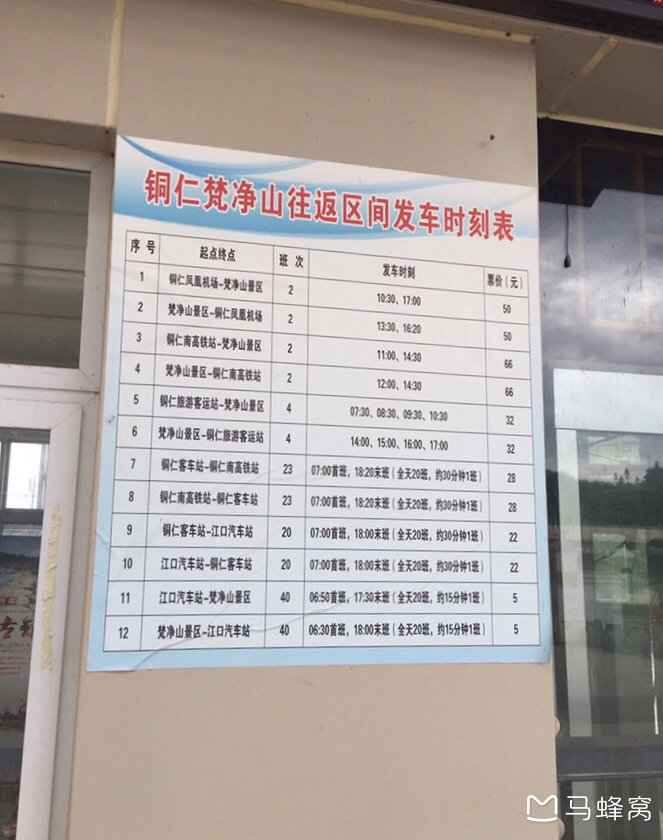 铜仁梵净山往返区间发车时刻表
序号 起点终点 班次 发车时刻 票价（元）
1 铜仁凤凰机场-梵净山景区 2 10:30、17:00 50
2 梵净山景区-铜仁凤凰机场 2 13:30、16:20 50
3 铜仁南高铁站-梵净山景区 2 11:00、14:30 66
4 梵净山景区-铜仁南高铁站 2 12:00、14:30 66
5 铜仁旅游客运站-梵净山景区 4 07:30、08:30、09:30、10:30 32
6 梵净山景区-铜仁旅游客运站 4 14:00、15:00、16:00、17:00 32
7 铜仁客车站-铜仁南高铁站 23 07:00首班，18:20末班（全天20班，约30分钟1班） 28
8 铜仁南高铁站-铜仁客车站 23 07:00首班，18:20末班（全天20班，约30分钟1班） 28
9 铜仁客车站-江口汽车站 20 07:00首班，18:00末班（全天20班，约30分钟1班） 22
10 江口汽车站-铜仁客车站 20 07:00首班，18:00末班（全天20班，约30分钟1班） 22
11 江口汽车站-梵净山景区 40 06:50首班，17:30末班（全天20班，约15分钟1班） 5
12 梵净山景区-江口汽车站 40 06:30首班，18:00末班（全天20班，约15分钟1班） 5
马蜂窝